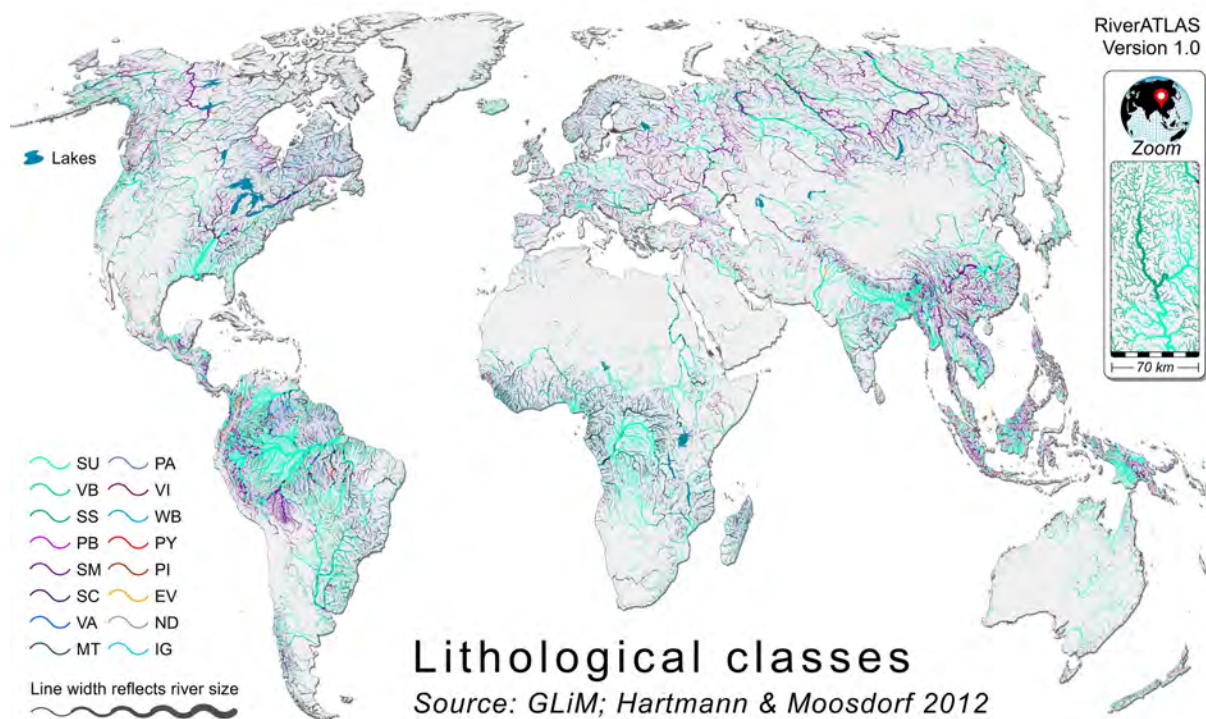 RiverATLAS
Version 1.0
Zoom
70 km
Lakes
SU PA
VB VI
SS WB
PB PY
SM PI
SC EV
VA ND
MT IG
Line width reflects river size
Lithological classes
Source: GLiM; Hartmann & Moosdorf 2012